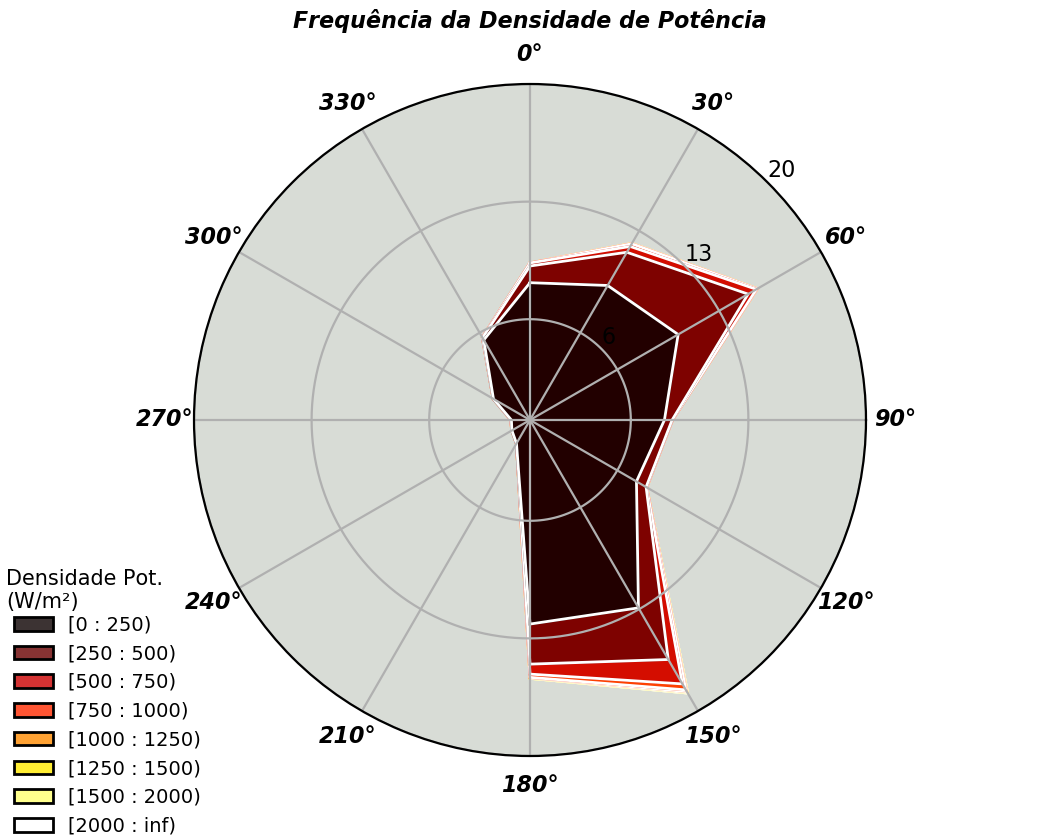 Frequência da Densidade de Potência
0°
330°
30°
20
300°
60°
13
6
270°
90°
240°
120°
210°
150°
180°
Densidade Pot.
(W/m²)
[0 : 250)
[250 : 500)
[500 : 750)
[750 : 1000)
[1000 : 1250)
[1250 : 1500)
[1500 : 2000)
[2000 : inf)